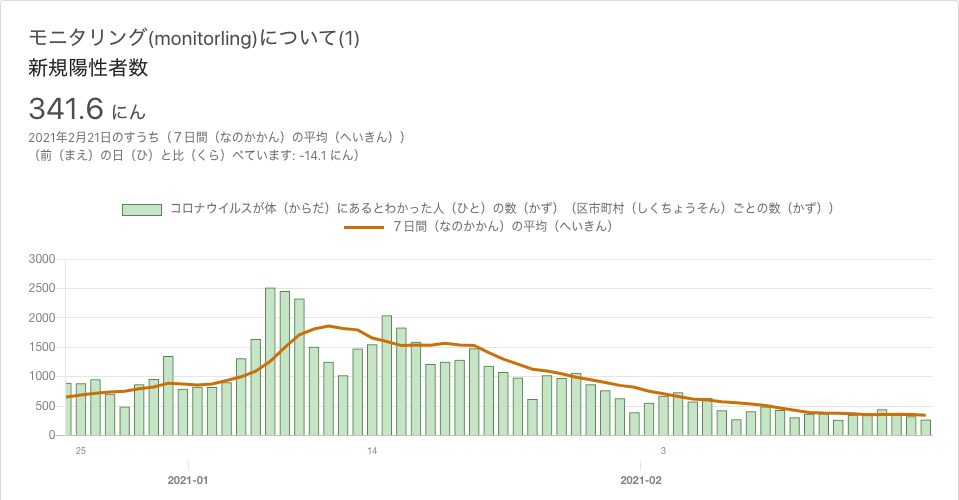 モニタリング(monitorling)について(1)
新規陽性者数
341.6 にん
2021年2月21日のすうち（７日間（なのかかん）の平均（へいきん））
（前（まえ）の日（ひ）と比（くら）べています: -14.1 にん）
コロナウイルスが体（からだ）にあるとわかった人（ひと）の数（かず）（区市町村（しくちょうそん）ごとの数（かず））
７日間（なのかかん）の平均（へいきん）
3000
2500
2000
1500
1000
500
0
25 14 3
2021-01 2021-02